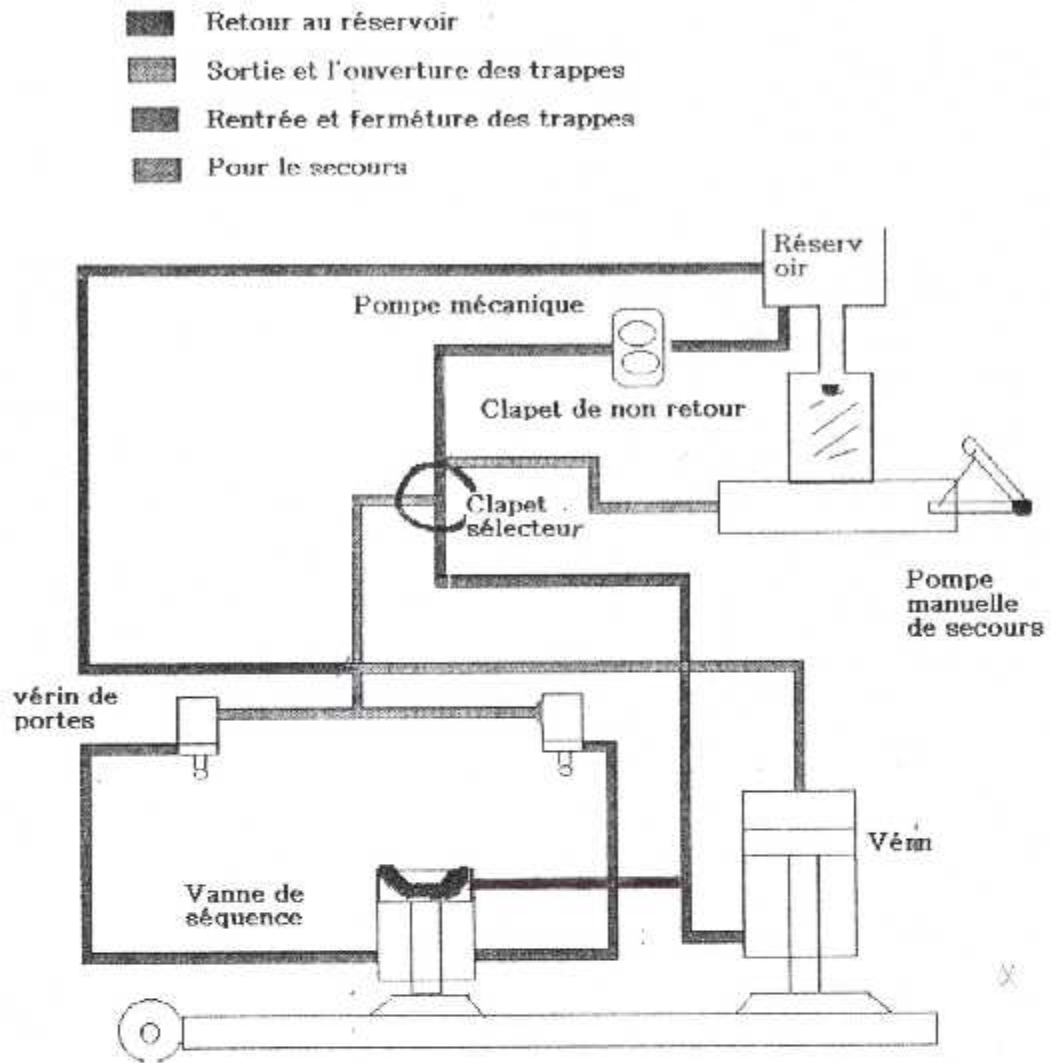 Retour au réservoir
Sortie et l'ouverture des trappes
Rentrée et ferméture des trappes
Pour le secours
Réserv
oir
Pompe mécanique
Clapet de non retour
Clapet
sélecteur
Pompe
manuelle
de secours
vérin de
portes
Vérin
Vanne de
séquence